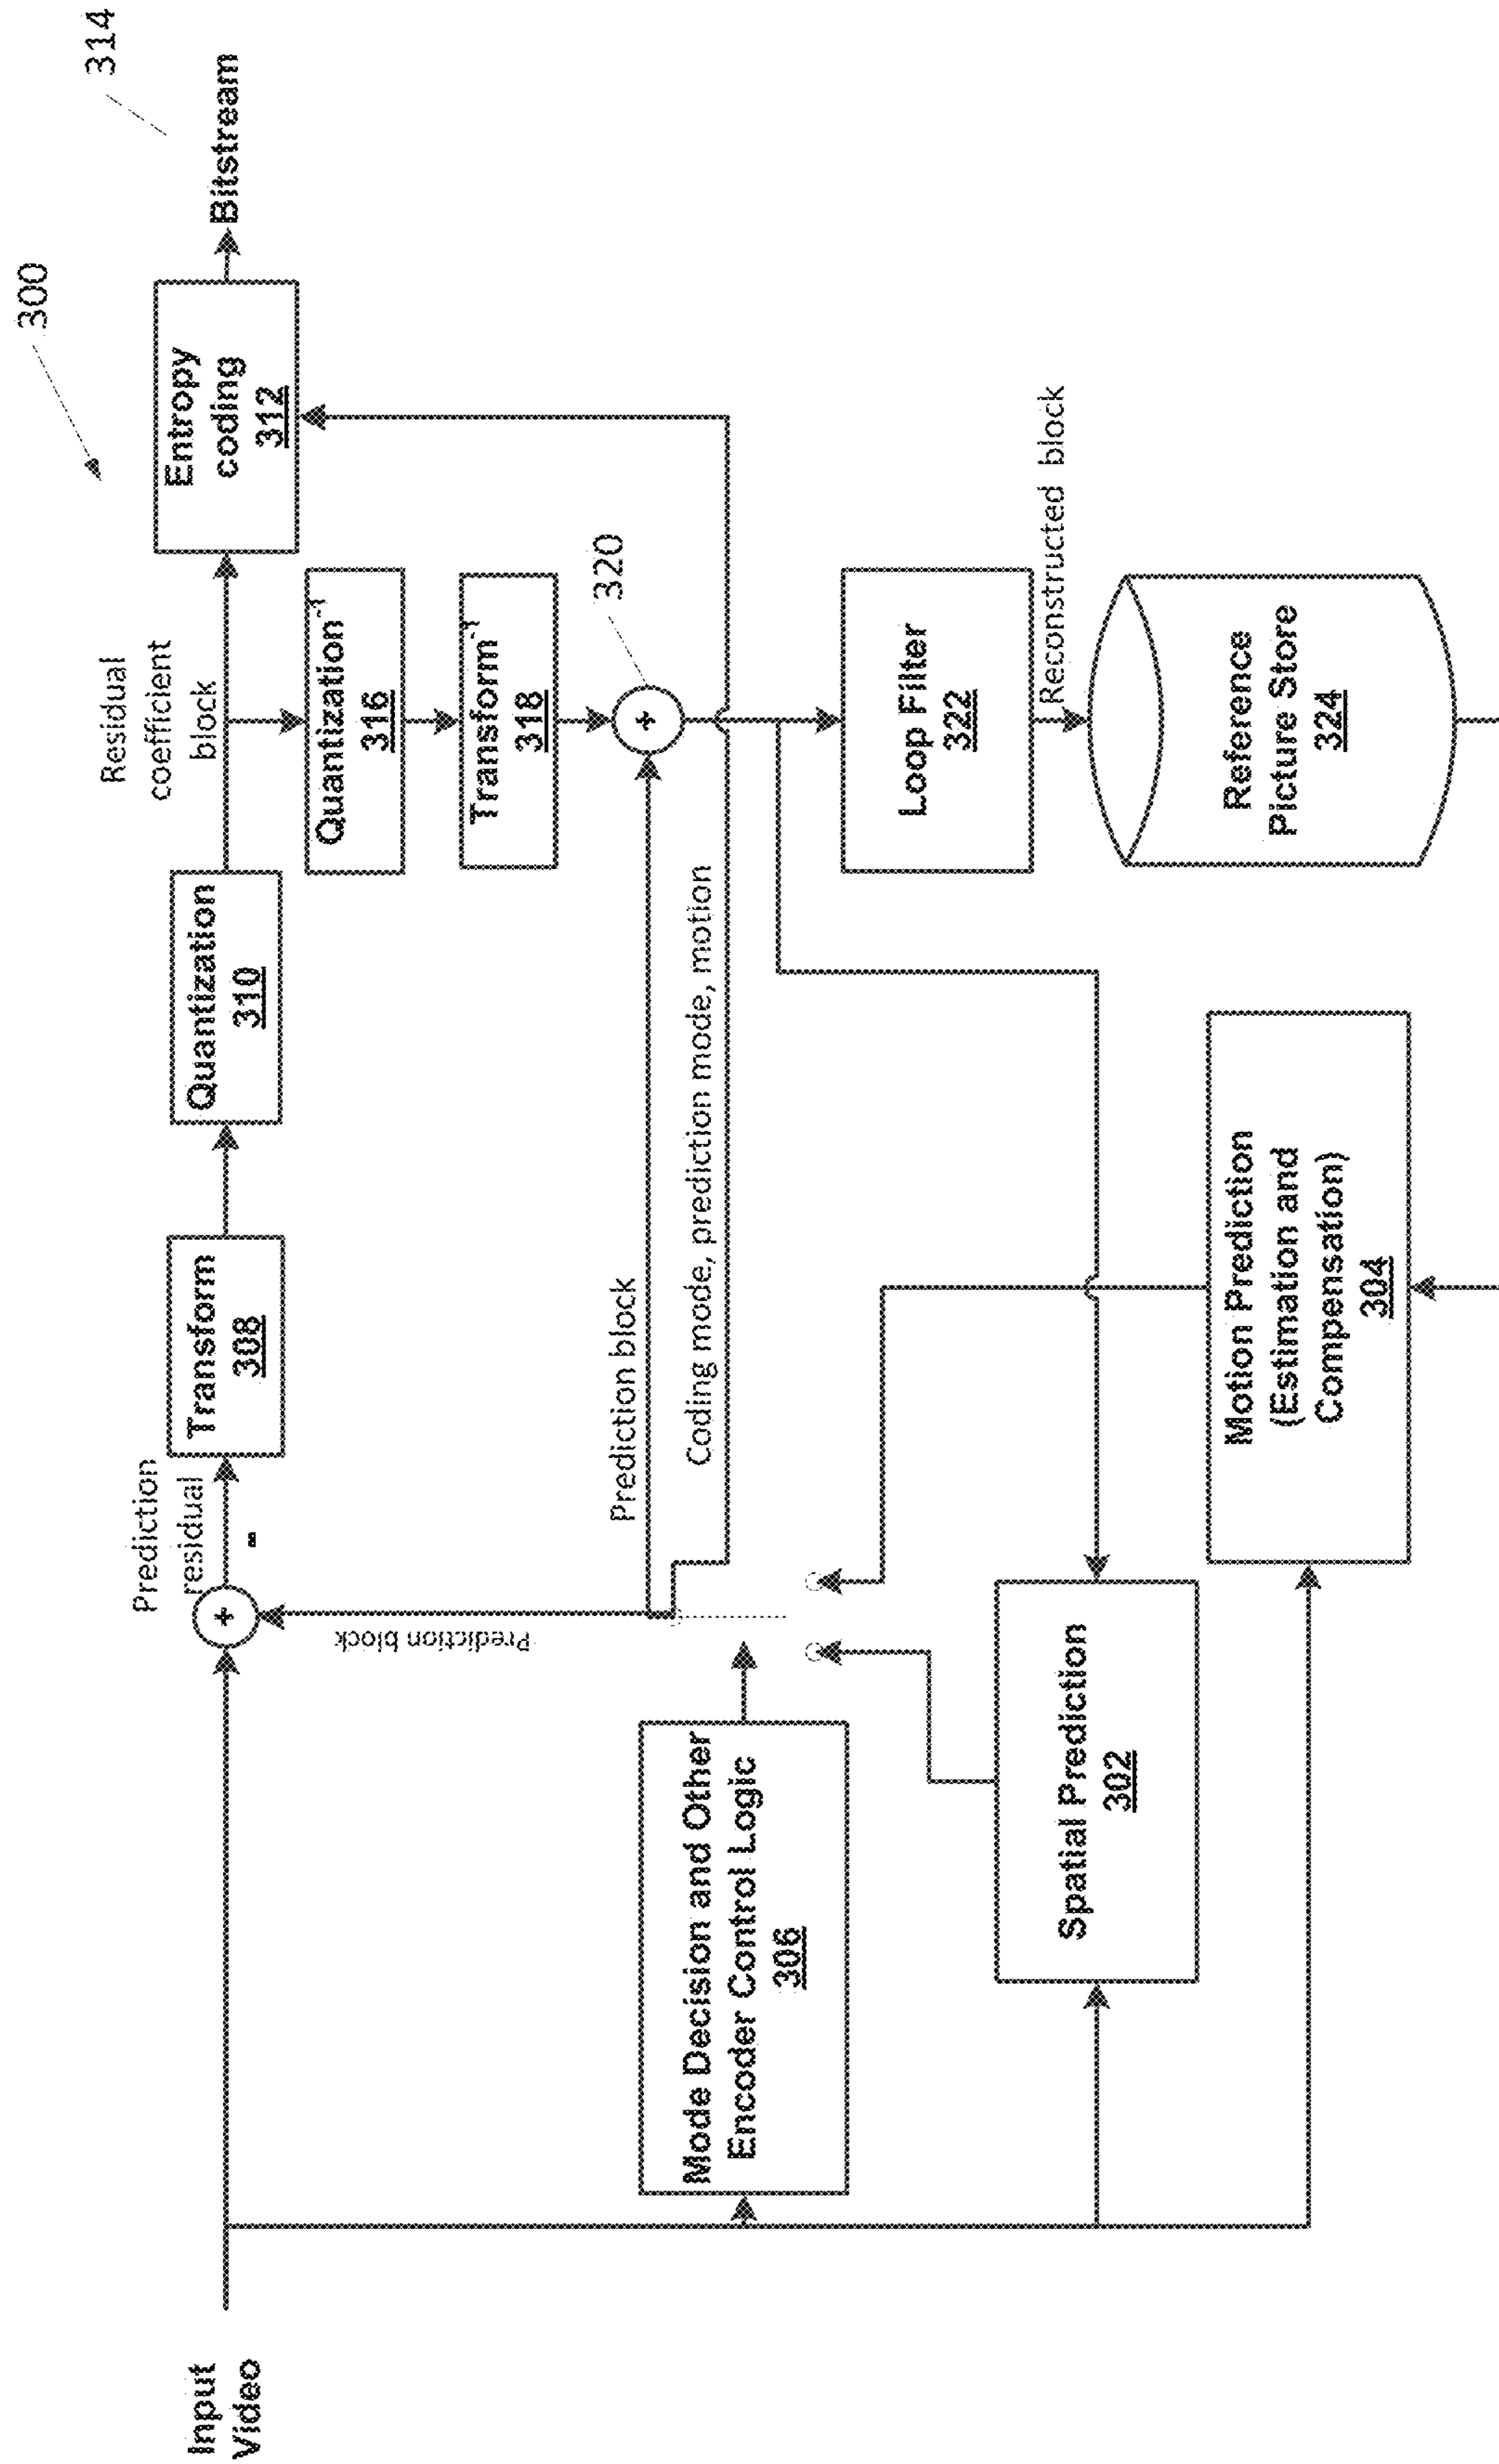 300
314
Input
Video
Prediction
residual
-
+
Transform
308
Quantization
310
Residual
coefficient
block
Entropy
coding
312
Bitstream
Prediction block
Quantization⁻¹
316
Transform⁻¹
318
+
320
Prediction block
Coding mode, prediction mode, motion
Mode Decision and Other
Encoder Control Logic
306
Spatial Prediction
302
Motion Prediction
(Estimation and
Compensation)
304
Loop Filter
322
Reconstructed block
Reference
Picture Store
324